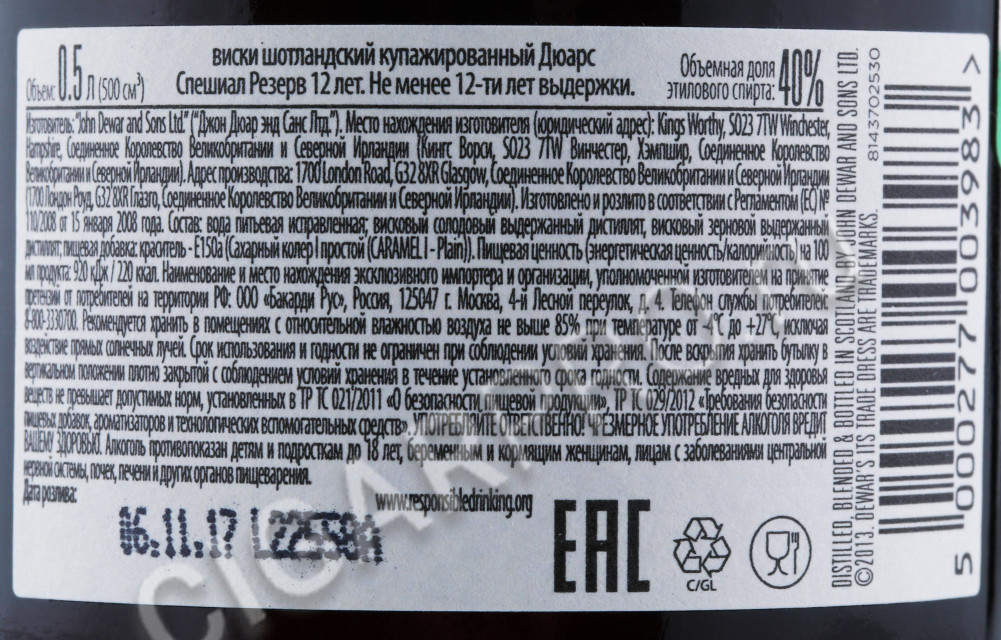 Объем: 0.5 Л (500 см³)
виски шотландский купажированный Дюарс
Спешиал Резерв 12 лет. Не менее 12-ти лет выдержки.
Объемная доля
этилового спирта: 40%
Изготовитель: "John Dewar and Sons Ltd." ("Джон Дюар энд Санс Лтд."). Место нахождения изготовителя (юридический адрес): Kings Worthy, SO23 7TW Winchester,
Hampshire, Соединенное Королевство Великобритании и Северной Ирландии (Кингс Ворси, SO23 7TW Винчестер, Хэмпшир, Соединенное Королевство
Великобритании и Северной Ирландии). Адрес производства: 1700 London Road, G32 8XR Glasgow, Соединенное Королевство Великобритании и Северной Ирландии
(1700 Лондон Роуд, G32 8XR Глазго, Соединенное Королевство Великобритании и Северной Ирландии). Изготовлено и розлито в соответствии с Регламентом (ЕС) №
110/2008 от 15 января 2008 года. Состав: вода питьевая исправленная; висковый солодовый выдержанный дистиллят, висковый зерновой выдержанный
дистиллят; пищевая добавка: краситель - E150a (Сахарный колер I простой (CARAMEL I - Plain)). Пищевая ценность (энергетическая ценность/калорийность) на 100
мл продукта: 920 кДж / 220 ккал. Наименование и место нахождения эксклюзивного импортера и организации, уполномоченной изготовителем на принятие
претензий от потребителей на территории РФ: ООО «Бакарди Рус», Россия, 125047 г. Москва, 4-й Лесной переулок, д. 4. Телефон службы потребителей:
8-800-3330700. Рекомендуется хранить в помещениях с относительной влажностью воздуха не выше 85% при температуре от -4°С до +27°С исключая
воздействие прямых солнечных лучей. Срок использования и годности не ограничен при соблюдении условий хранения. После вскрытия хранить бутылку в
вертикальном положении плотно закрытой с соблюдением условий хранения в течение установленного срока годности. Содержание вредных для здоровья
веществ не превышает допустимых норм, установленных в ТР ТС 021/2011 «О безопасности пищевой продукции», ТР ТС 029/2012 «Требования безопасности
пищевых добавок, ароматизаторов и технологических вспомогательных средств». УПОТРЕБЛЯЙТЕ ОТВЕТСТВЕННО! ЧРЕЗМЕРНОЕ УПОТРЕБЛЕНИЕ АЛКОГОЛЯ ВРЕДИТ
ВАШЕМУ ЗДОРОВЬЮ. Алкоголь противопоказан детям и подросткам до 18 лет, беременным и кормящим женщинам, лицам с заболеваниями центральной
нервной системы, почек, печени и других органов пищеварения.
Дата розлива:
06.11.17
www.responsibledrinking.org
EAC
C/GL
DISTILLED, BLENDED & BOTTLED IN SCOTLAND BY JOHN DEWAR AND SONS LTD.
©2013. DEWAR'S ITS TRADE DRESS ARE TRADEMARKS.
8143702530
5 000277 003983 >
CIGARPRO.RU